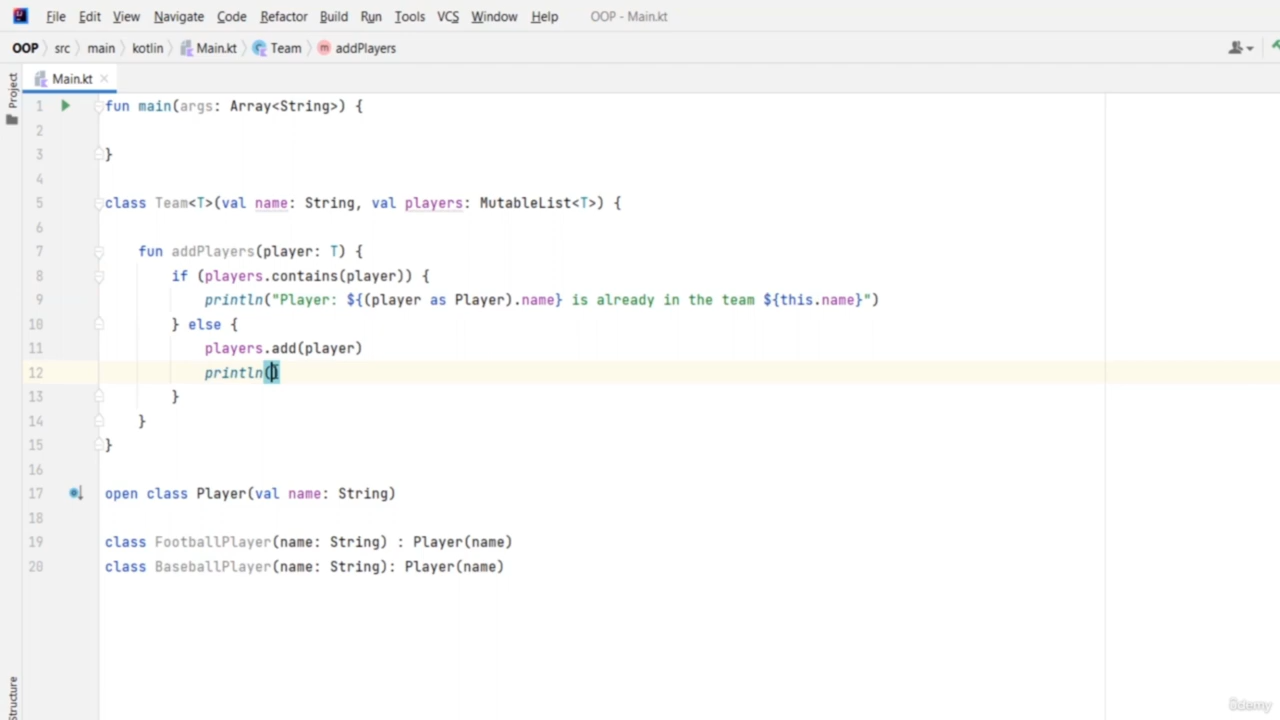 File Edit View Navigate Code Refactor Build Run Tools VCS Window Help OOP - Main.kt
OOP src main kotlin Main.kt Team addPlayers
Project
Main.kt
1 fun main(args: Array<String>) {
2
3 }
4
5 class Team<T>(val name: String, val players: MutableList<T>) {
6
7 fun addPlayers(player: T) {
8 if (players.contains(player)) {
9 println("Player: ${(player as Player).name} is already in the team ${this.name}")
10 } else {
11 players.add(player)
12 println()
13 }
14 }
15 }
16
17 open class Player(val name: String)
18
19 class FootballPlayer(name: String) : Player(name)
20 class BaseballPlayer(name: String): Player(name)
Structure
ûdemy